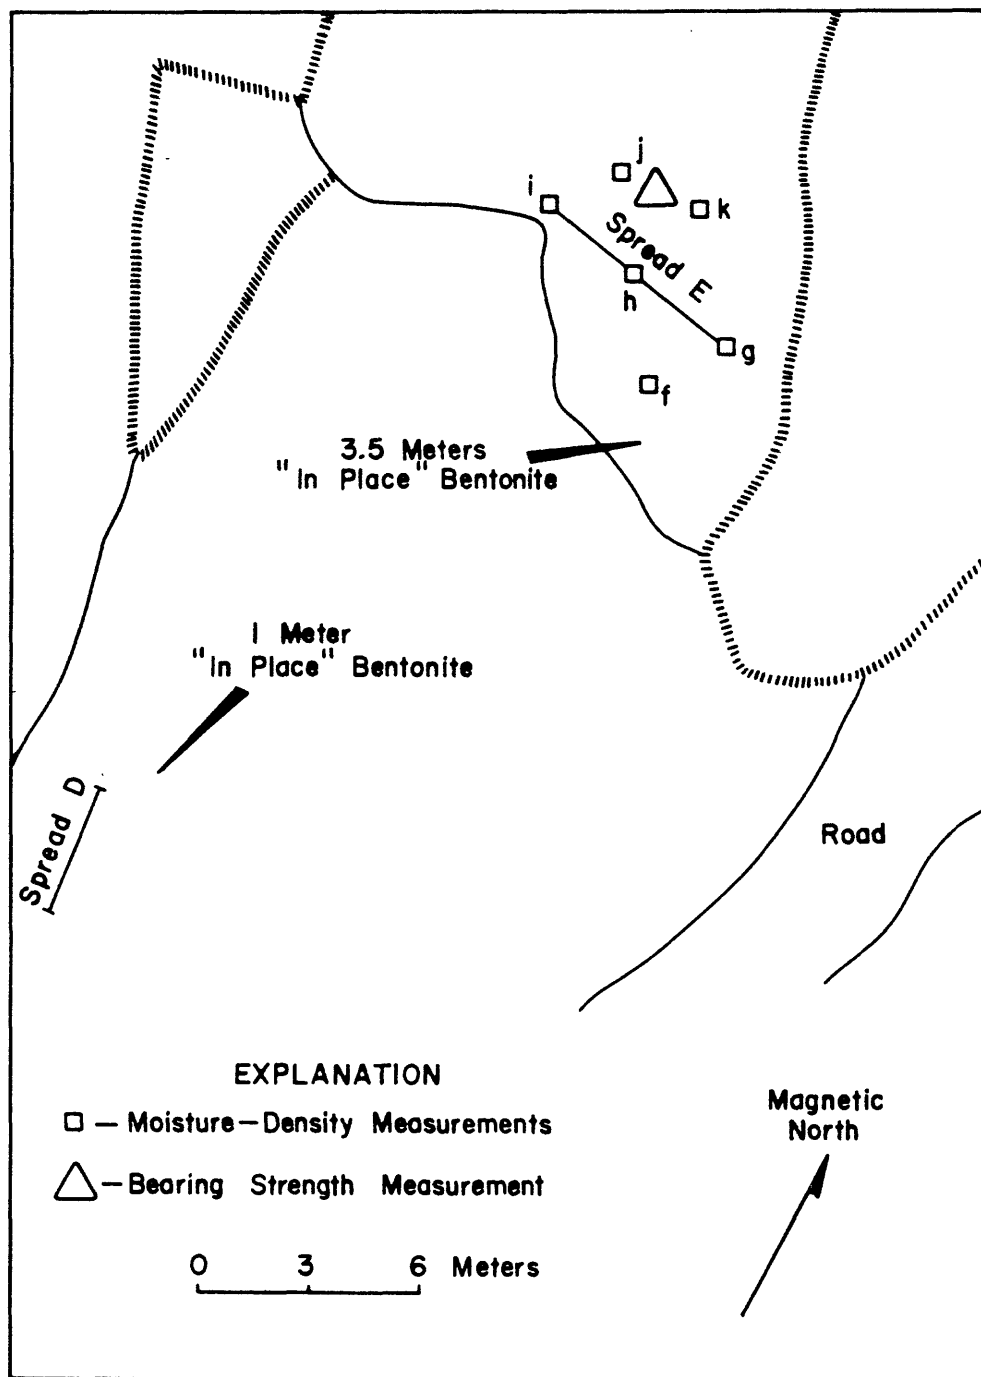 j
i
k
Spread E
h
g
f
3.5 Meters
"In Place" Bentonite
1 Meter
"In Place" Bentonite
Spread D
Road
EXPLANATION
□ — Moisture—Density Measurements
△ — Bearing Strength Measurement
0 3 6 Meters
Magnetic
North